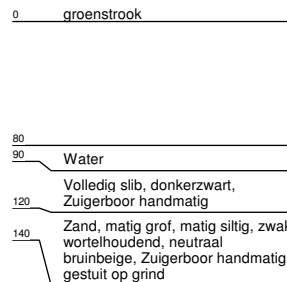 0 groenstrook
80
90 Water
Volledig slib, donkerzwart,
120 Zuigerboor handmatig
Zand, matig grof, matig siltig, zwak
140 wortelhoudend, neutraal
bruinbeige, Zuigerboor handmatig
gestuit op grind